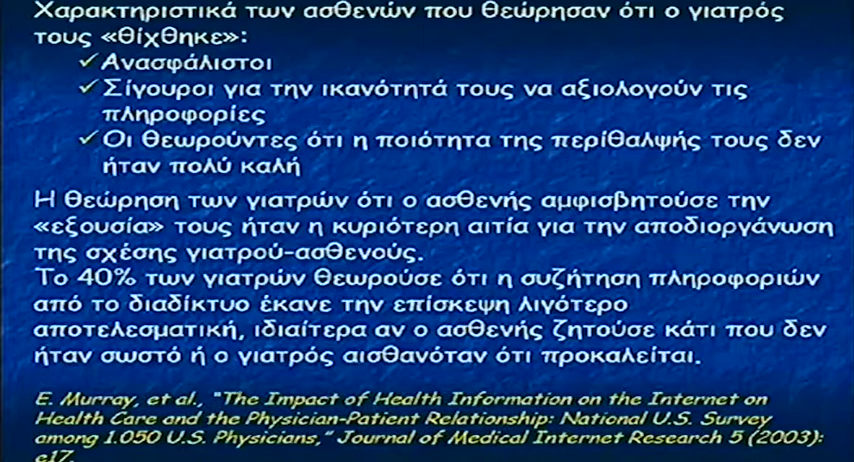 Χαρακτηριστικά των ασθενών που θεώρησαν ότι ο γιατρός
τους «θίχθηκε»:
✓Ανασφάλιστοι
✓Σίγουροι για την ικανότητά τους να αξιολογούν τις
πληροφορίες
✓Οι θεωρούντες ότι η ποιότητα της περίθαλψής τους δεν
ήταν πολύ καλή
Η θεώρηση των γιατρών ότι ο ασθενής αμφισβητούσε την
«εξουσία» τους ήταν η κυριότερη αιτία για την αποδιοργάνωση
της σχέσης γιατρού-ασθενούς.
Το 40% των γιατρών θεωρούσε ότι η συζήτηση πληροφοριών
από το διαδίκτυο έκανε την επίσκεψη λιγότερο
αποτελεσματική, ιδιαίτερα αν ο ασθενής ζητούσε κάτι που δεν
ήταν σωστό ή ο γιατρός αισθανόταν ότι προκαλείται.
E. Murray, et al., "The Impact of Health Information on the Internet on
Health Care and the Physician-Patient Relationship: National U.S. Survey
among 1.050 U.S. Physicians," Journal of Medical Internet Research 5 (2003):
e17.